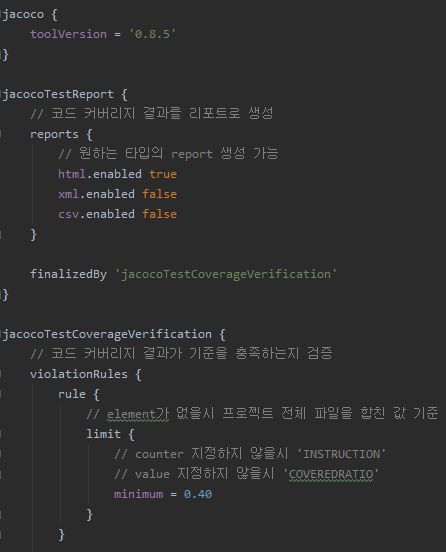 jacoco {
    toolVersion = '0.8.5'
}

jacocoTestReport {
    // 코드 커버리지 결과를 리포트로 생성
    reports {
        // 원하는 타입의 report 생성 가능
        html.enabled true
        xml.enabled false
        csv.enabled false
    }

    finalizedBy 'jacocoTestCoverageVerification'
}

jacocoTestCoverageVerification {
    // 코드 커버리지 결과가 기준을 충족하는지 검증
    violationRules {
        rule {
            // element가 없을시 프로젝트 전체 파일을 합친 값 기준
            limit {
                // counter 지정하지 않을시 'INSTRUCTION'
                // value 지정하지 않을시 'COVEREDRATIO'
                minimum = 0.40
            }
        }